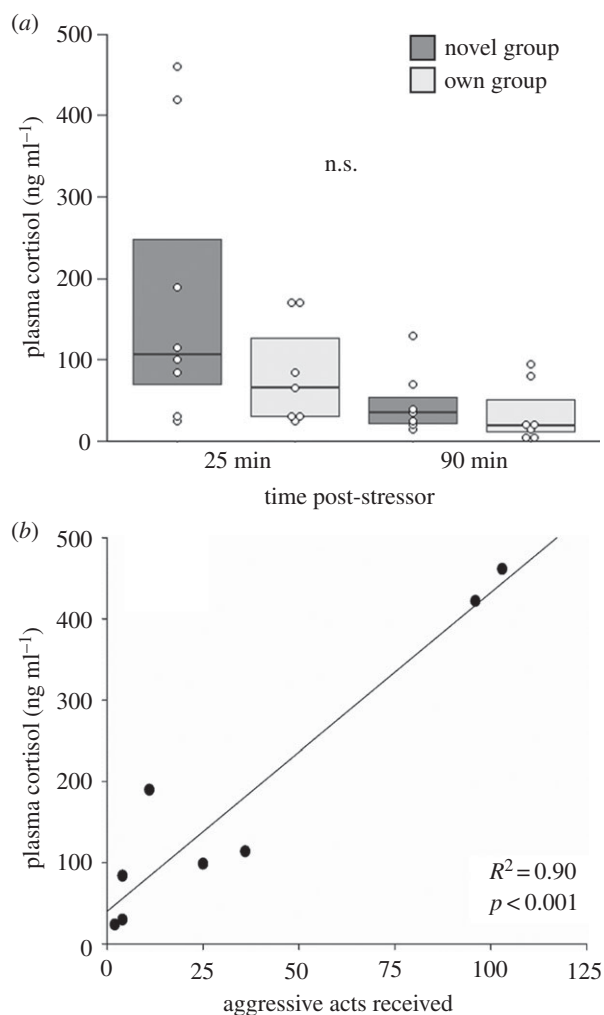 (a)
500
400
300
200
100
0
plasma cortisol (ng ml⁻¹)
novel group
own group
n.s.
25 min 90 min
time post-stressor
(b)
500
400
300
200
100
0
plasma cortisol (ng ml⁻¹)
R² = 0.90
p < 0.001
0 25 50 75 100 125
aggressive acts received